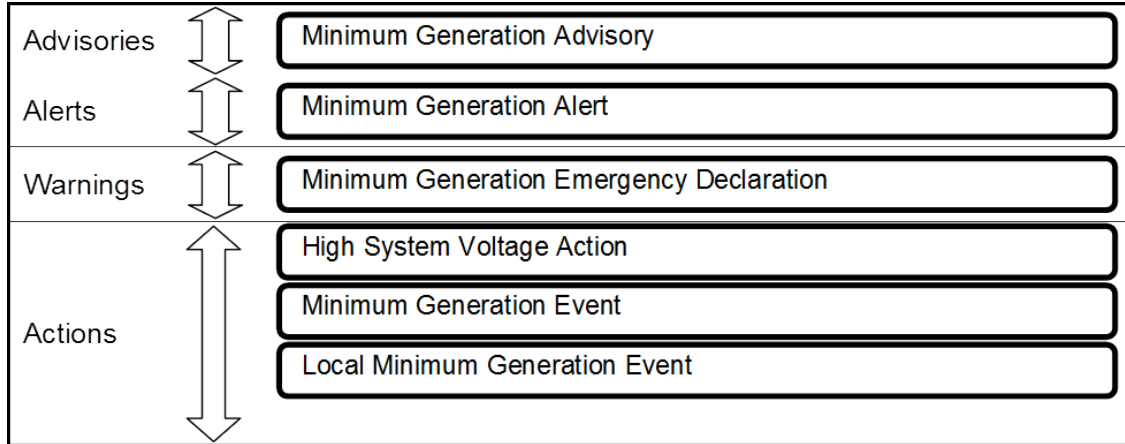 Advisories
Minimum Generation Advisory
Alerts
Minimum Generation Alert
Warnings
Minimum Generation Emergency Declaration
Actions
High System Voltage Action
Minimum Generation Event
Local Minimum Generation Event